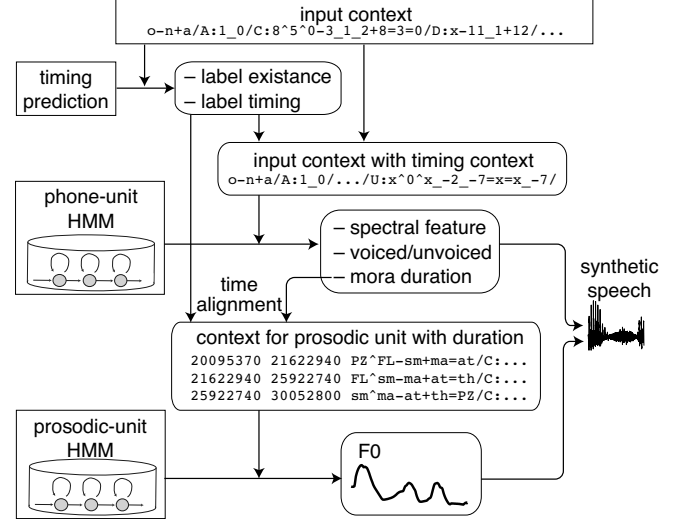 input context
o-n+a/A:1_0/C:8^5^0-3_1_2+8=3=0/D:x-11_1+12/...
timing
prediction
– label existance
– label timing
input context with timing context
o-n+a/A:1_0/.../U:x^0^x_-2_-7=x=x_-7/
phone-unit
HMM
– spectral feature
– voiced/unvoiced
– mora duration
synthetic
speech
time
alignment
context for prosodic unit with duration
20095370 21622940 PZ^FL-sm+ma=at/C:...
21622940 25922740 FL^sm-ma+at=th/C:...
25922740 30052800 sm^ma-at+th=PZ/C:...
prosodic-unit
HMM
F0